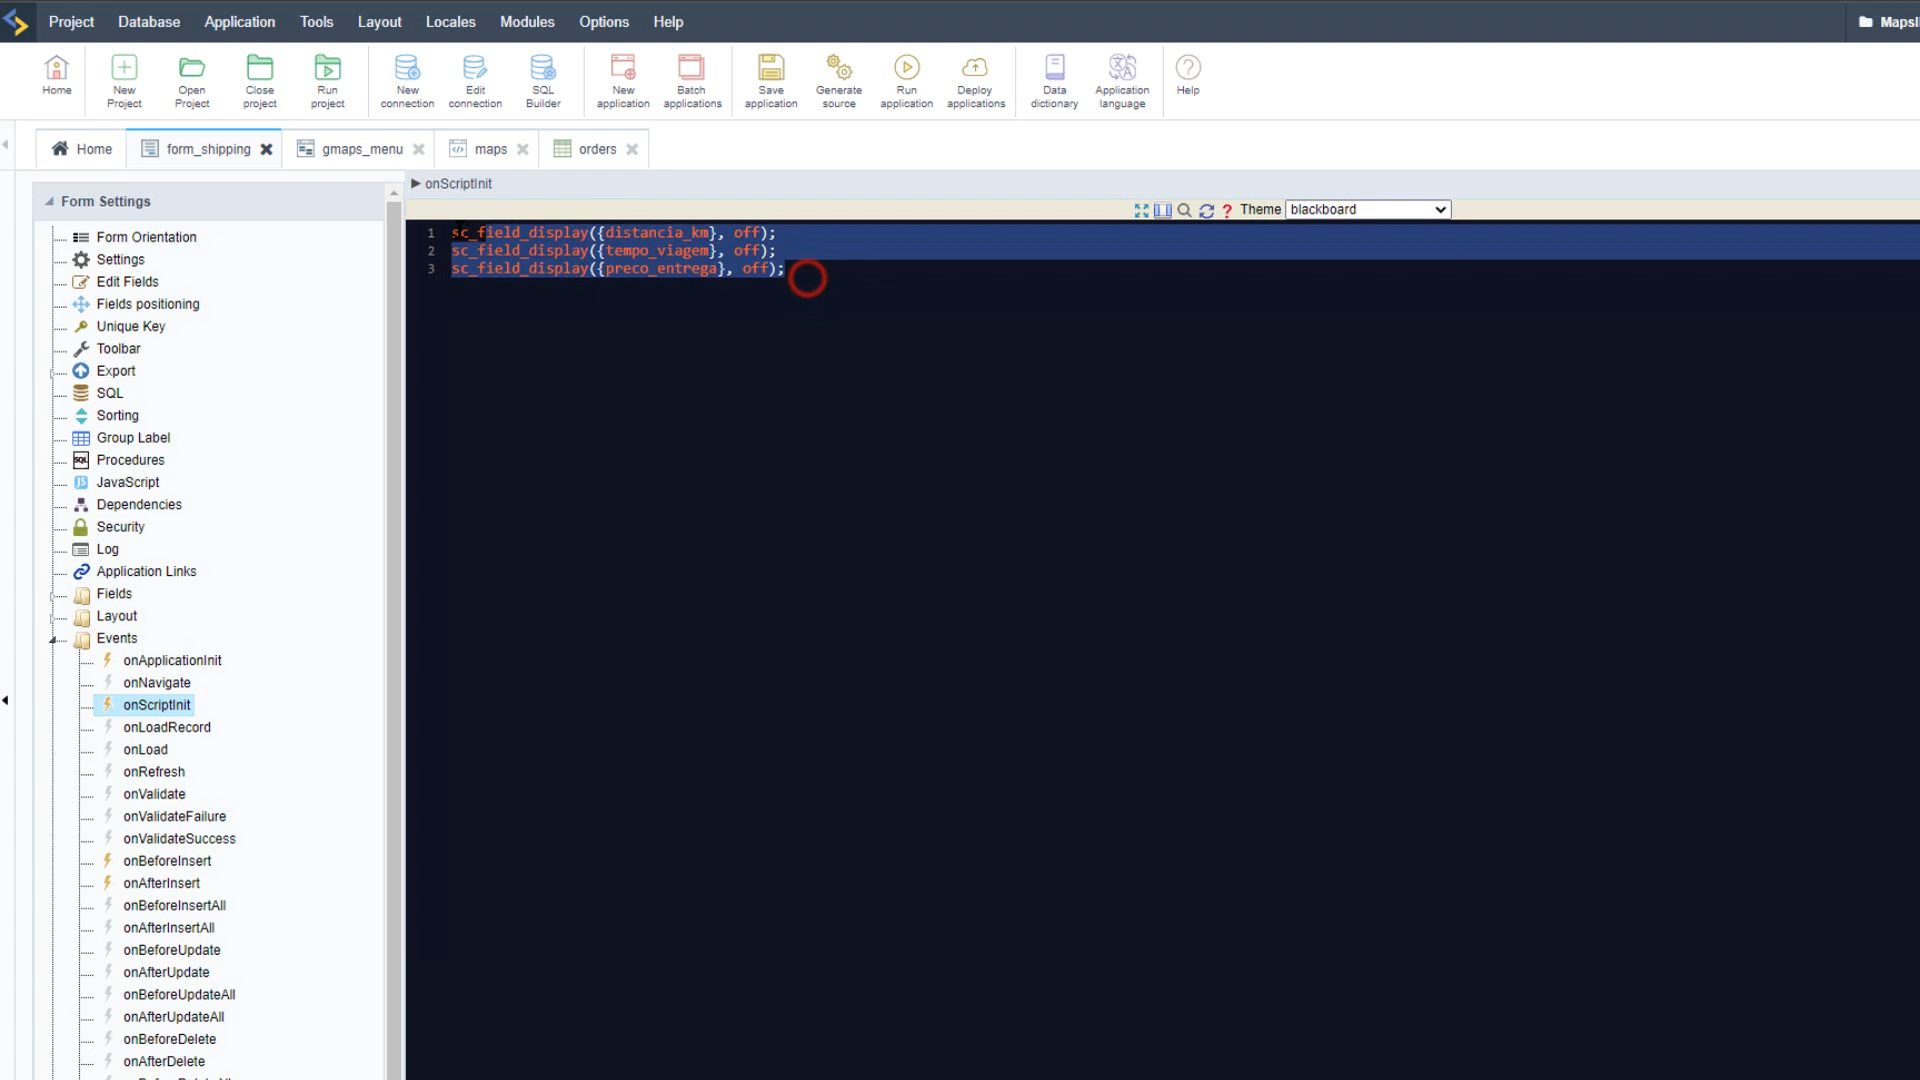 Project Database Application Tools Layout Locales Modules Options Help
Home
New Project
Open Project
Close project
Run project
New connection
Edit connection
SQL Builder
New application
Batch applications
Save application
Generate source
Run application
Deploy applications
Data dictionary
Application language
Help
Home form_shipping gmaps_menu maps orders
Form Settings
onScriptInit
Theme blackboard
1 sc_field_display({distancia_km}, off);
2 sc_field_display({tempo_viagem}, off);
3 sc_field_display({preco_entrega}, off);
Form Orientation
Settings
Edit Fields
Fields positioning
Unique Key
Toolbar
Export
SQL
Sorting
Group Label
Procedures
JavaScript
Dependencies
Security
Log
Application Links
Fields
Layout
Events
onApplicationInit
onNavigate
onScriptInit
onLoadRecord
onLoad
onRefresh
onValidate
onValidateFailure
onValidateSuccess
onBeforeInsert
onAfterInsert
onBeforeInsertAll
onAfterInsertAll
onBeforeUpdate
onAfterUpdate
onBeforeUpdateAll
onAfterUpdateAll
onBeforeDelete
onAfterDelete